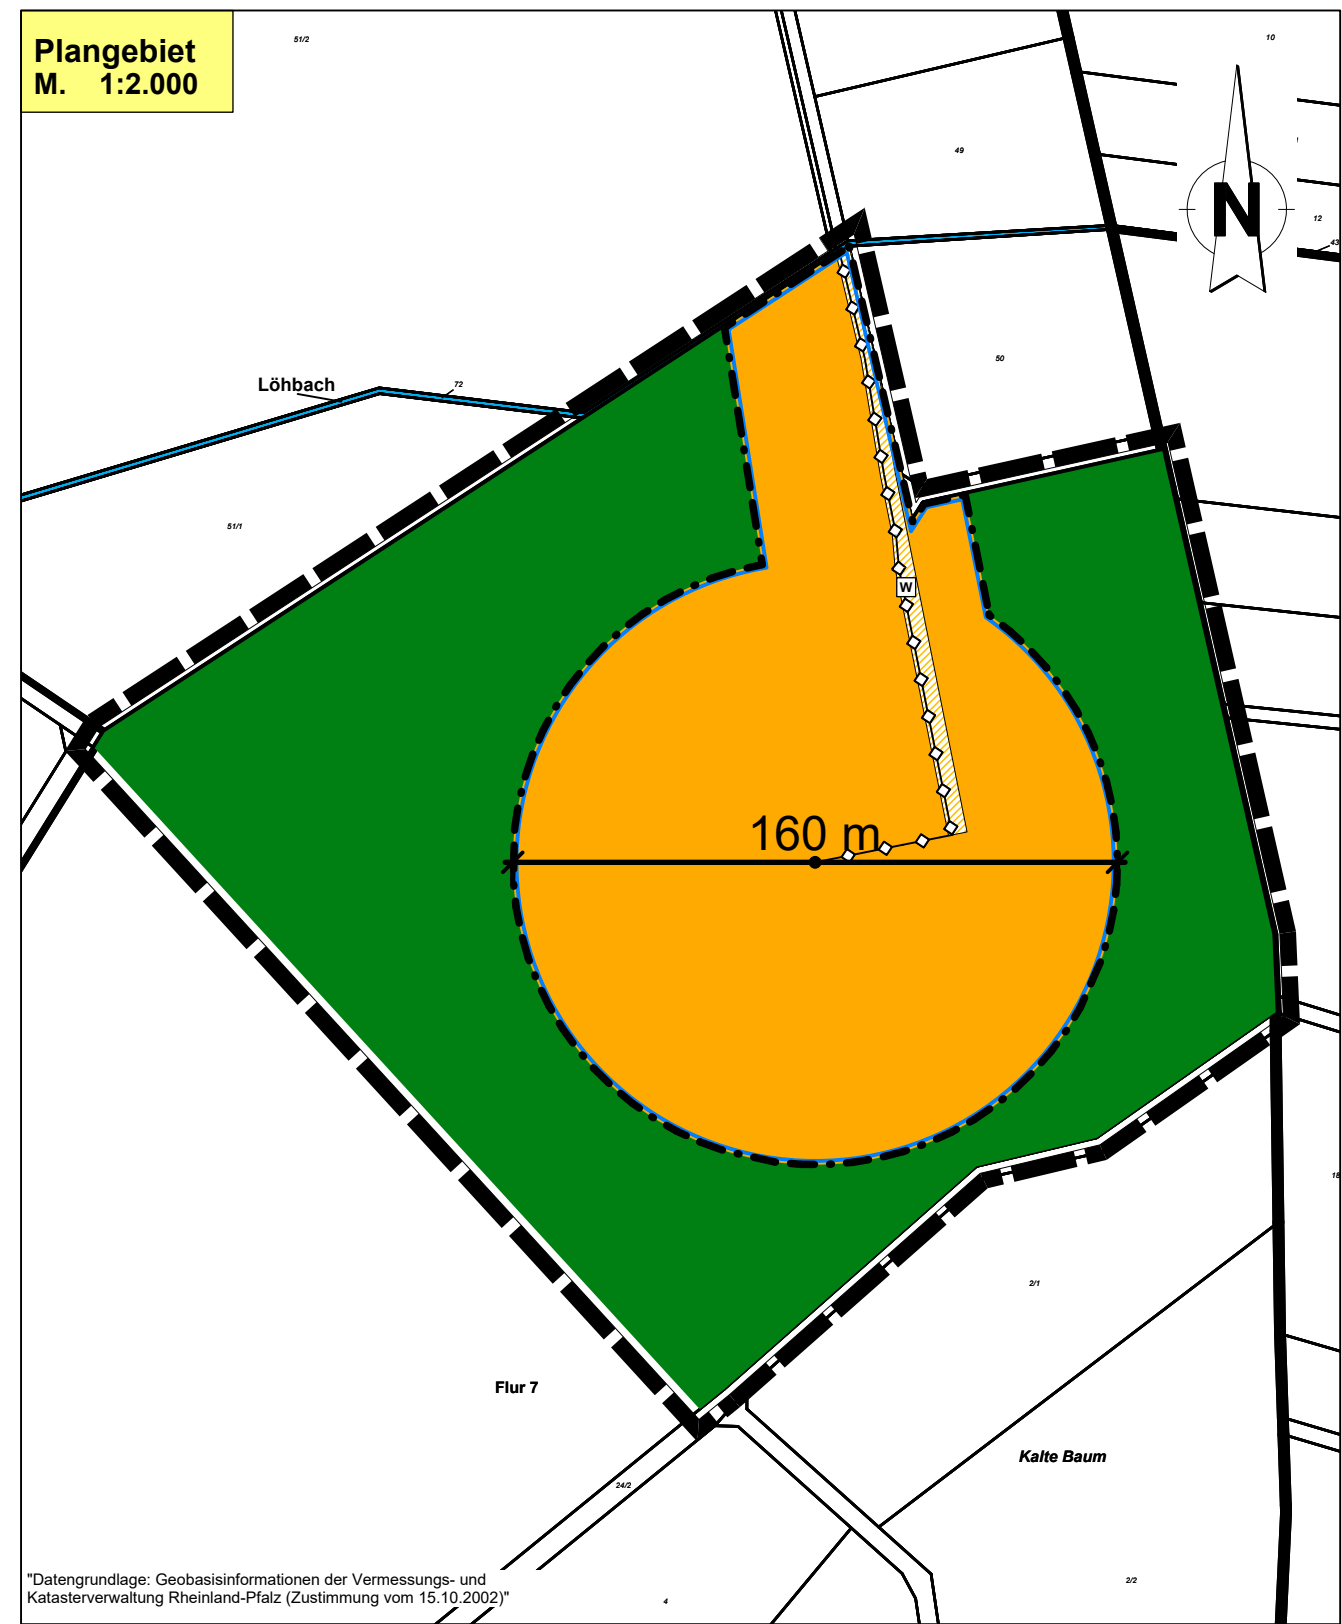 Plangebiet
M. 1:2.000
51/2
10
49
12
43
N
50
Löhbach
72
51/1
W
160 m
18
2/1
Flur 7
Kalte Baum
24/2
2/2
4
"Datengrundlage: Geobasisinformationen der Vermessungs- und
Katasterverwaltung Rheinland-Pfalz (Zustimmung vom 15.10.2002)"